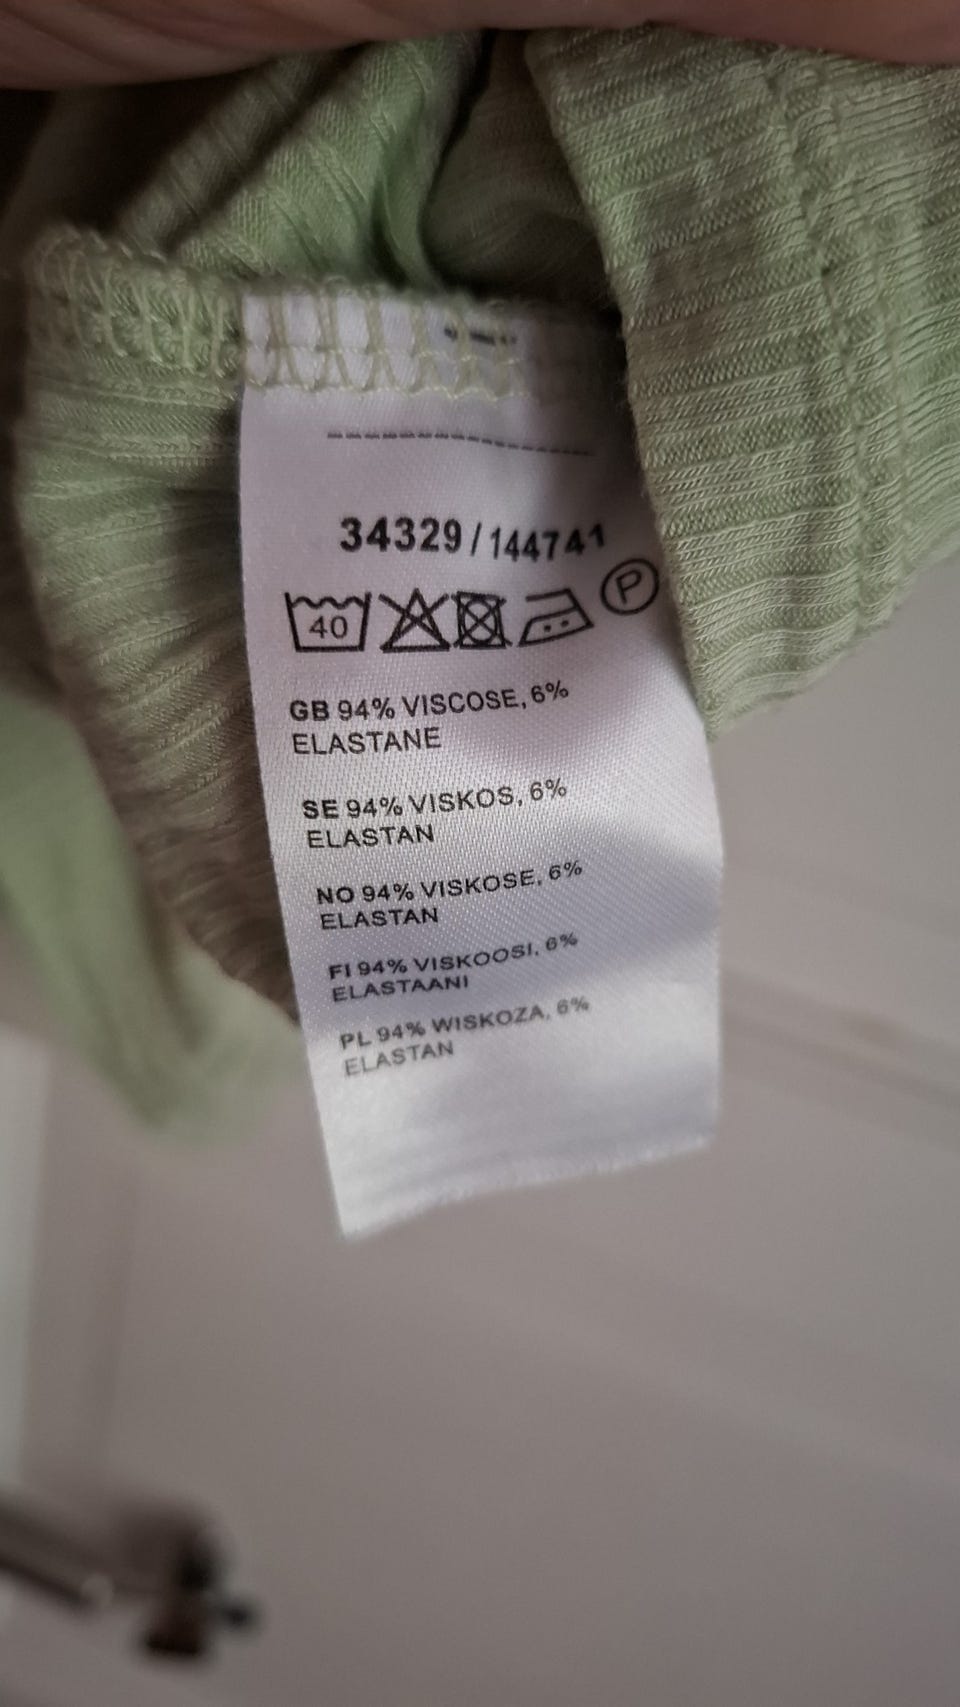 34329/144741
40 P
GB 94% VISCOSE, 6%
ELASTANE
SE 94% VISKOS, 6%
ELASTAN
NO 94% VISKOSE, 6%
ELASTAN
FI 94% VISKOOSI, 6%
ELASTAANI
PL 94% WISKOZA, 6%
ELASTAN